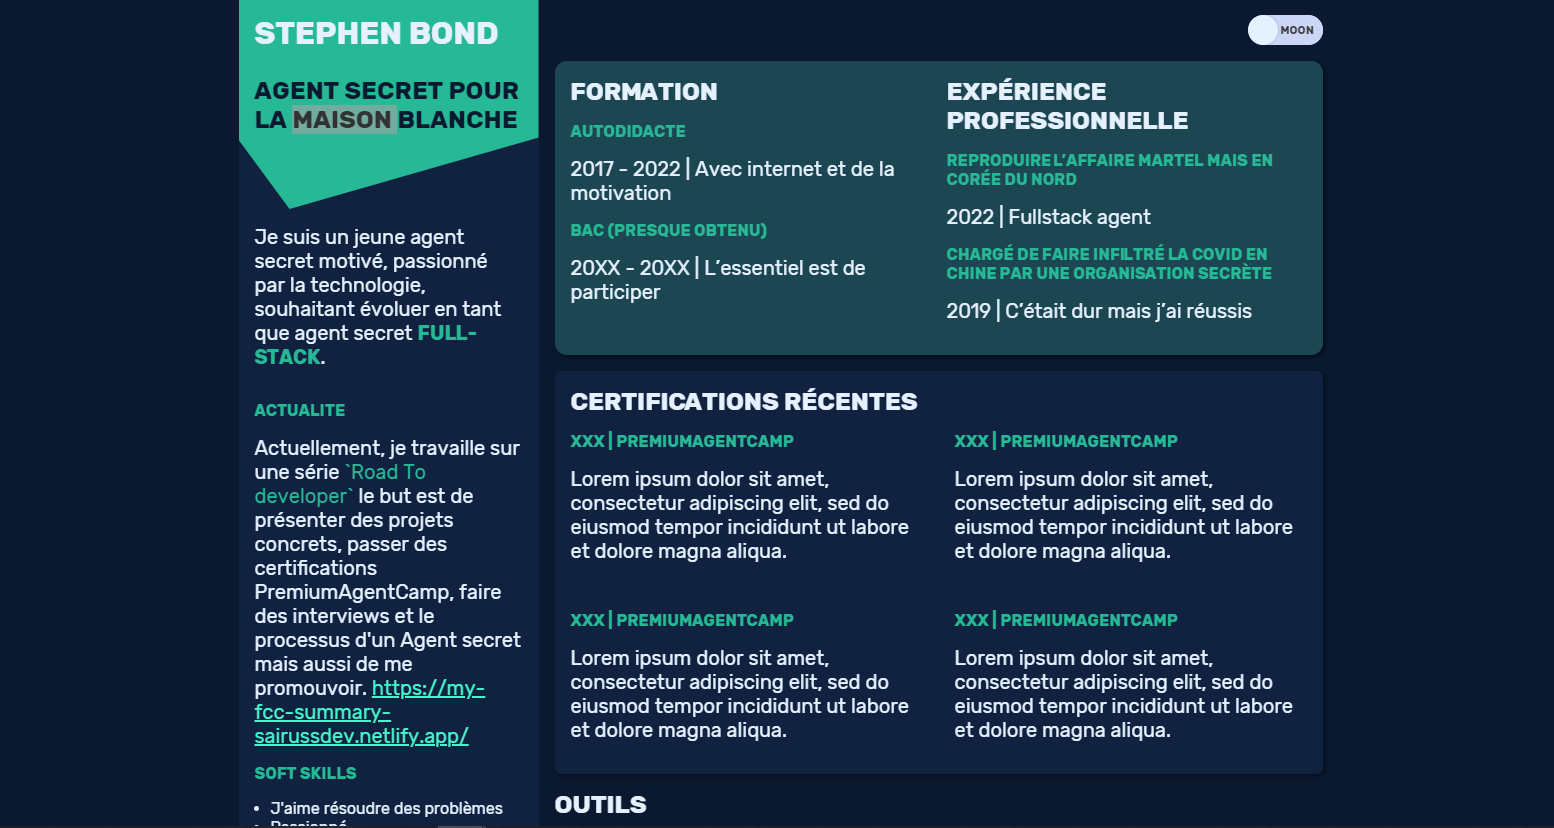 STEPHEN BOND
AGENT SECRET POUR
LA MAISON BLANCHE
Je suis un jeune agent
secret motivé, passionné
par la technologie,
souhaitant évoluer en tant
que agent secret FULL-
STACK.
ACTUALITE
Actuellement, je travaille sur
une série `Road To
developer` le but est de
présenter des projets
concrets, passer des
certifications
PremiumAgentCamp, faire
des interviews et le
processus d'un Agent secret
mais aussi de me
promouvoir. https://my-
fcc-summary-
sairussdev.netlify.app/
SOFT SKILLS
• J'aime résoudre des problèmes
• Passionné
MOON
FORMATION
AUTODIDACTE
2017 - 2022 | Avec internet et de la
motivation
BAC (PRESQUE OBTENU)
20XX - 20XX | L’essentiel est de
participer
EXPÉRIENCE
PROFESSIONNELLE
REPRODUIRE L’AFFAIRE MARTEL MAIS EN
CORÉE DU NORD
2022 | Fullstack agent
CHARGÉ DE FAIRE INFILTRÉ LA COVID EN
CHINE PAR UNE ORGANISATION SECRÈTE
2019 | C’était dur mais j’ai réussis
CERTIFICATIONS RÉCENTES
XXX | PREMIUMAGENTCAMP
Lorem ipsum dolor sit amet,
consectetur adipiscing elit, sed do
eiusmod tempor incididunt ut labore
et dolore magna aliqua.
XXX | PREMIUMAGENTCAMP
Lorem ipsum dolor sit amet,
consectetur adipiscing elit, sed do
eiusmod tempor incididunt ut labore
et dolore magna aliqua.
XXX | PREMIUMAGENTCAMP
Lorem ipsum dolor sit amet,
consectetur adipiscing elit, sed do
eiusmod tempor incididunt ut labore
et dolore magna aliqua.
XXX | PREMIUMAGENTCAMP
Lorem ipsum dolor sit amet,
consectetur adipiscing elit, sed do
eiusmod tempor incididunt ut labore
et dolore magna aliqua.
OUTILS